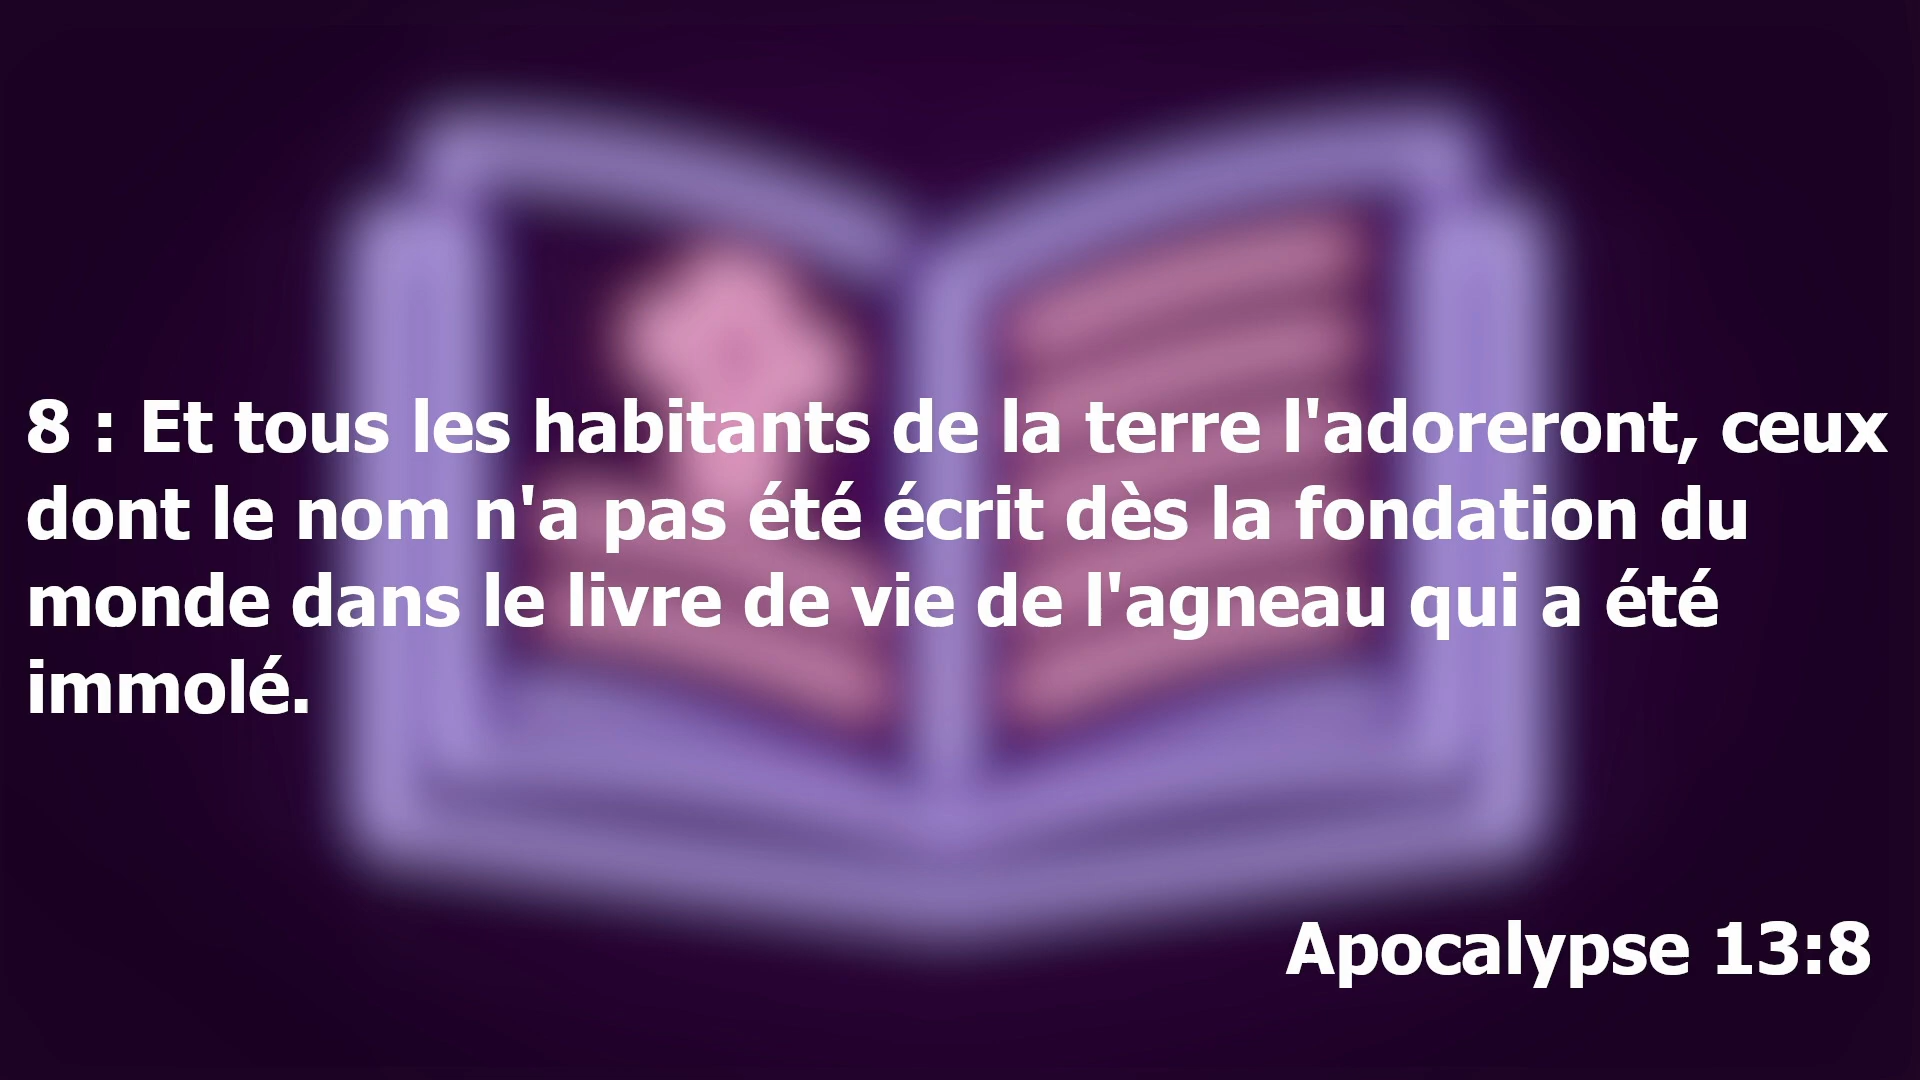 8 : Et tous les habitants de la terre l'adoreront, ceux
dont le nom n'a pas été écrit dès la fondation du
monde dans le livre de vie de l'agneau qui a été
immolé.
Apocalypse 13:8